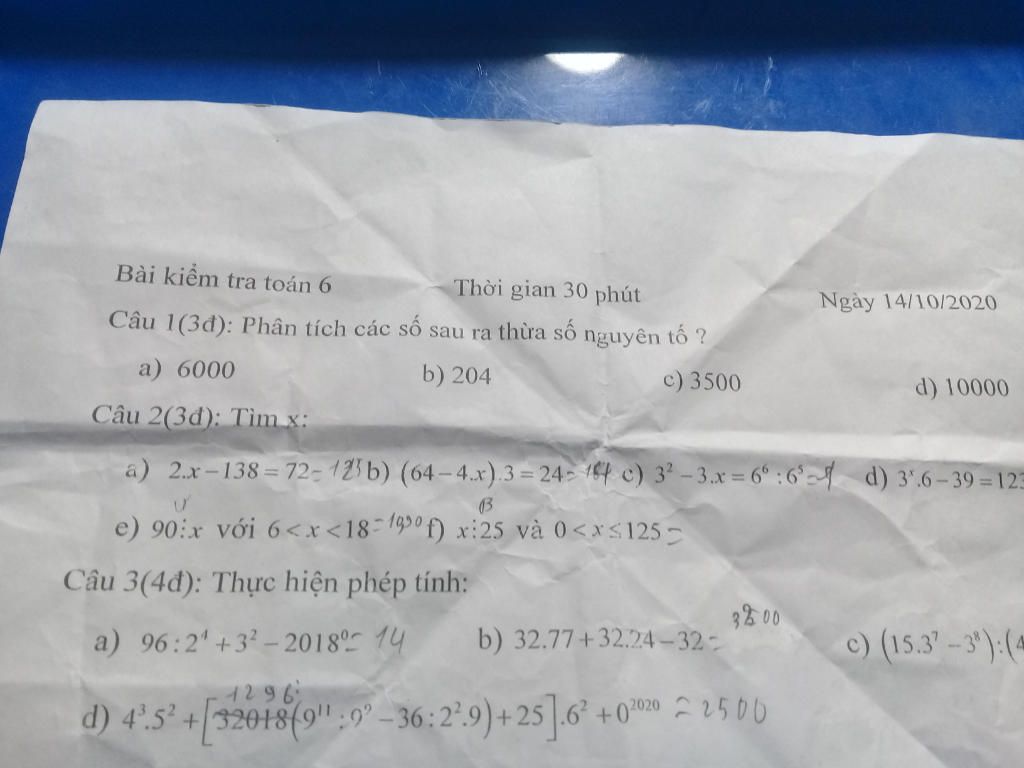 Bài kiểm tra toán 6 Thời gian 30 phút Ngày 14/10/2020
Câu 1(3đ): Phân tích các số sau ra thừa số nguyên tố ?
a) 6000 b) 204 c) 3500 d) 10000
Câu 2(3đ): Tìm x:
a) 2.x − 138 = 72 b) (64 − 4.x).3 = 24 c) 3² − 3.x = 6⁶ : 6⁵ d) 3ˣ.6 − 39 = 123
Ư B
e) 90⋮x với 6 < x < 18 f) x⋮25 và 0 < x ≤ 125 =
Câu 3(4đ): Thực hiện phép tính:
a) 96 : 2⁴ + 3² − 2018⁰ = 14 b) 32.77 + 32.24 − 32 = c) (15.3⁷ − 3⁸):(4
1296:
d) 4³.5² + [32018(9¹¹ : 9⁹ − 36 : 2².9) + 25].6² + 0²⁰²⁰ = 2500